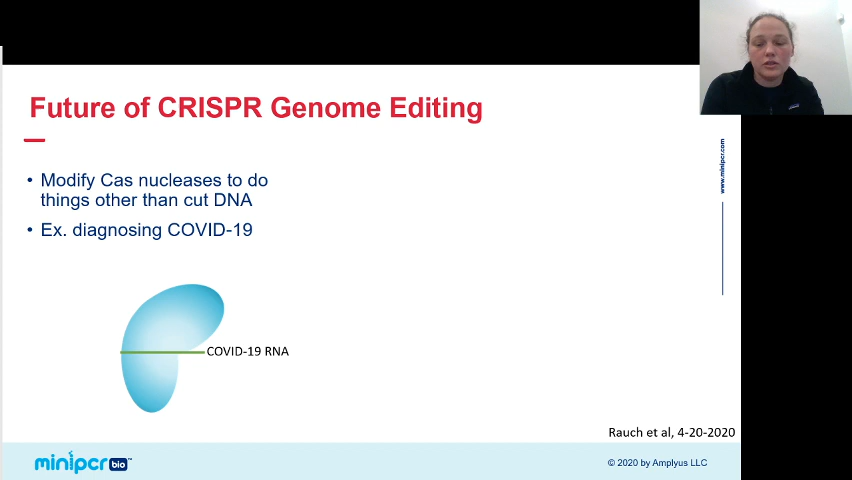 Future of CRISPR Genome Editing
• Modify Cas nucleases to do
things other than cut DNA
• Ex. diagnosing COVID-19
www.minipcr.com
COVID-19 RNA
Rauch et al, 4-20-2020
minipcr bio™
© 2020 by Amplyus LLC